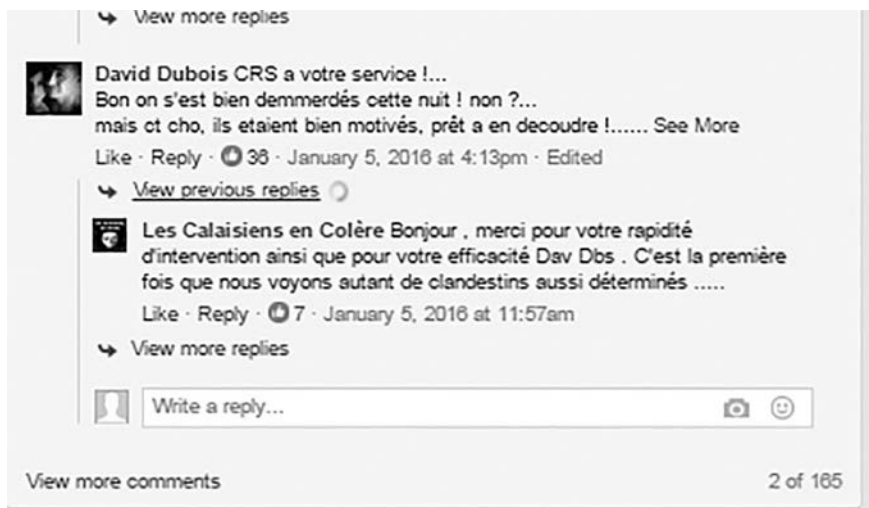 View more replies
David Dubois CRS a votre service !...
Bon on s'est bien demmerdés cette nuit ! non ?...
mais ct cho, ils etaient bien motivés, prêt a en decoudre !...... See More
Like · Reply · 36 · January 5, 2016 at 4:13pm · Edited
View previous replies
Les Calaisiens en Colère Bonjour , merci pour votre rapidité
d'intervention ainsi que pour votre efficacité Dav Dbs . C'est la première
fois que nous voyons autant de clandestins aussi déterminés .....
Like · Reply · 7 · January 5, 2016 at 11:57am
View more replies
Write a reply...
View more comments
2 of 165